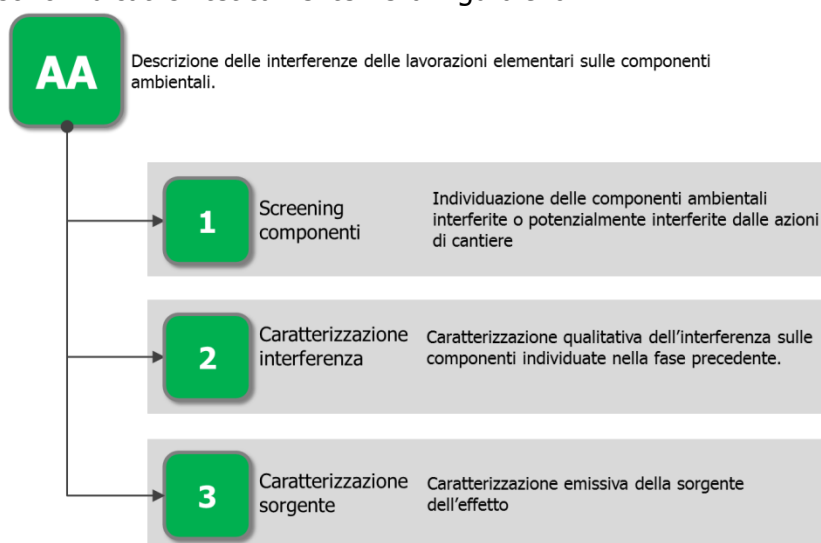 AA
Descrizione delle interferenze delle lavorazioni elementari sulle componenti
ambientali.
1
Screening
componenti
Individuazione delle componenti ambientali
interferite o potenzialmente interferite dalle azioni
di cantiere
2
Caratterizzazione
interferenza
Caratterizzazione qualitativa dell'interferenza sulle
componenti individuate nella fase precedente.
3
Caratterizzazione
sorgente
Caratterizzazione emissiva della sorgente
dell'effetto